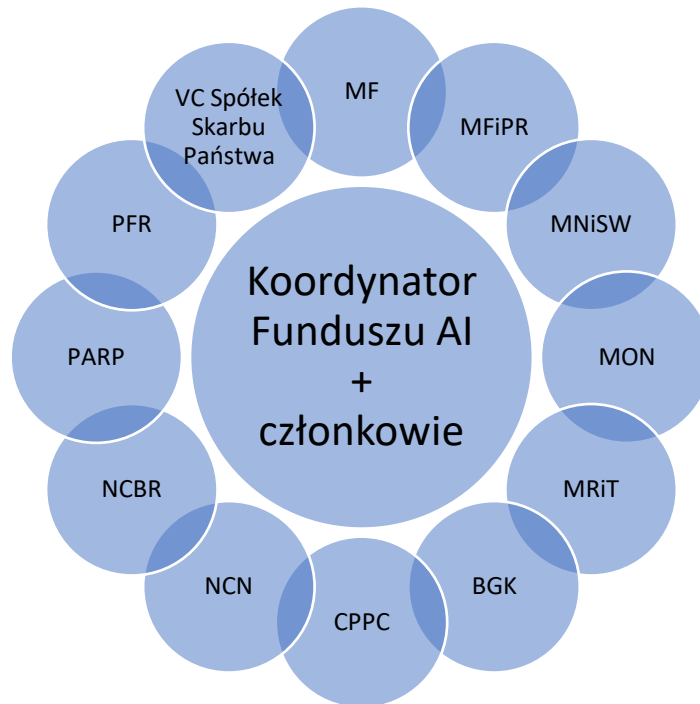 MF
VC Spółek
Skarbu
Państwa
MFiPR
PFR
MNiSW
Koordynator
Funduszu AI
+
członkowie
PARP
MON
NCBR
MRiT
NCN
BGK
CPPC